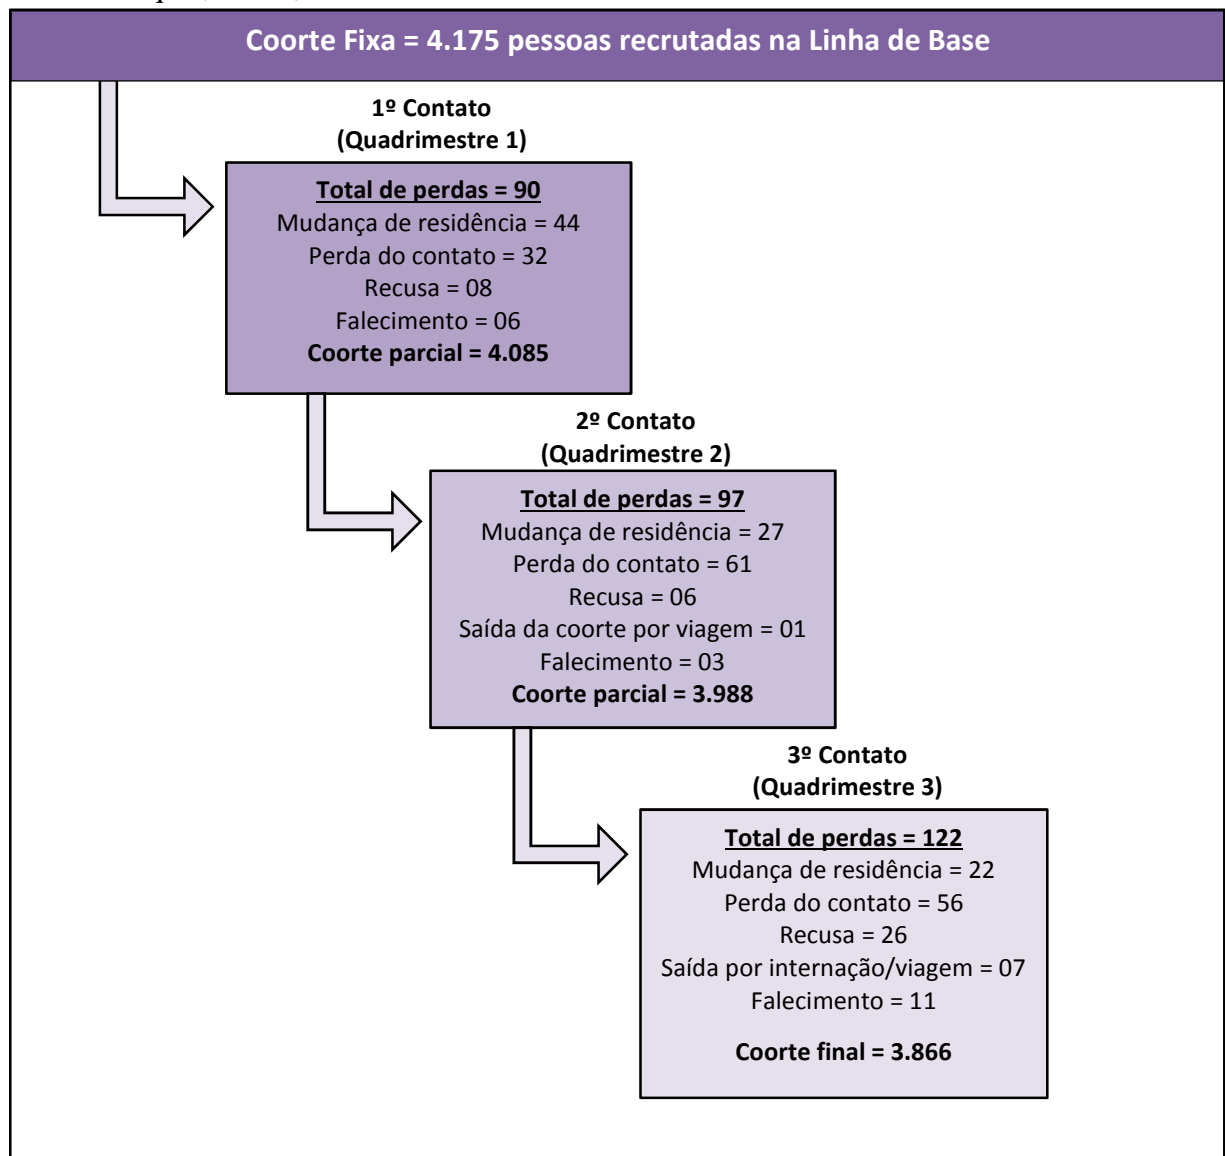 Coorte Fixa = 4.175 pessoas recrutadas na Linha de Base
1º Contato
(Quadrimestre 1)
Total de perdas = 90
Mudança de residência = 44
Perda do contato = 32
Recusa = 08
Falecimento = 06
Coorte parcial = 4.085
2º Contato
(Quadrimestre 2)
Total de perdas = 97
Mudança de residência = 27
Perda do contato = 61
Recusa = 06
Saída da coorte por viagem = 01
Falecimento = 03
Coorte parcial = 3.988
3º Contato
(Quadrimestre 3)
Total de perdas = 122
Mudança de residência = 22
Perda do contato = 56
Recusa = 26
Saída por internação/viagem = 07
Falecimento = 11
Coorte final = 3.866